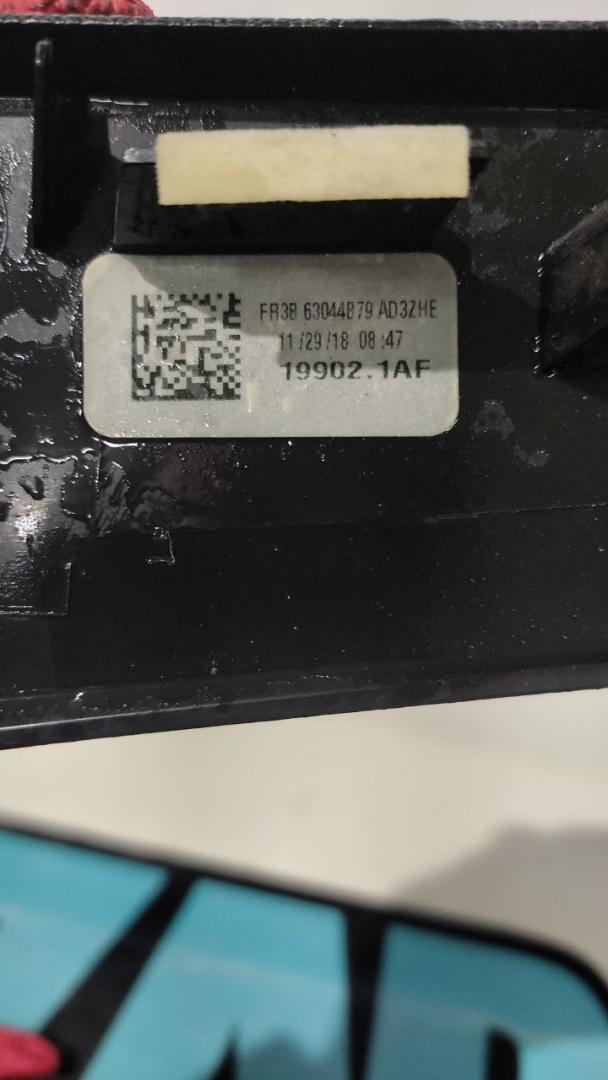 FR3B 63044B79 AD3ZHE
11/29/18 08:47
19902.1AF